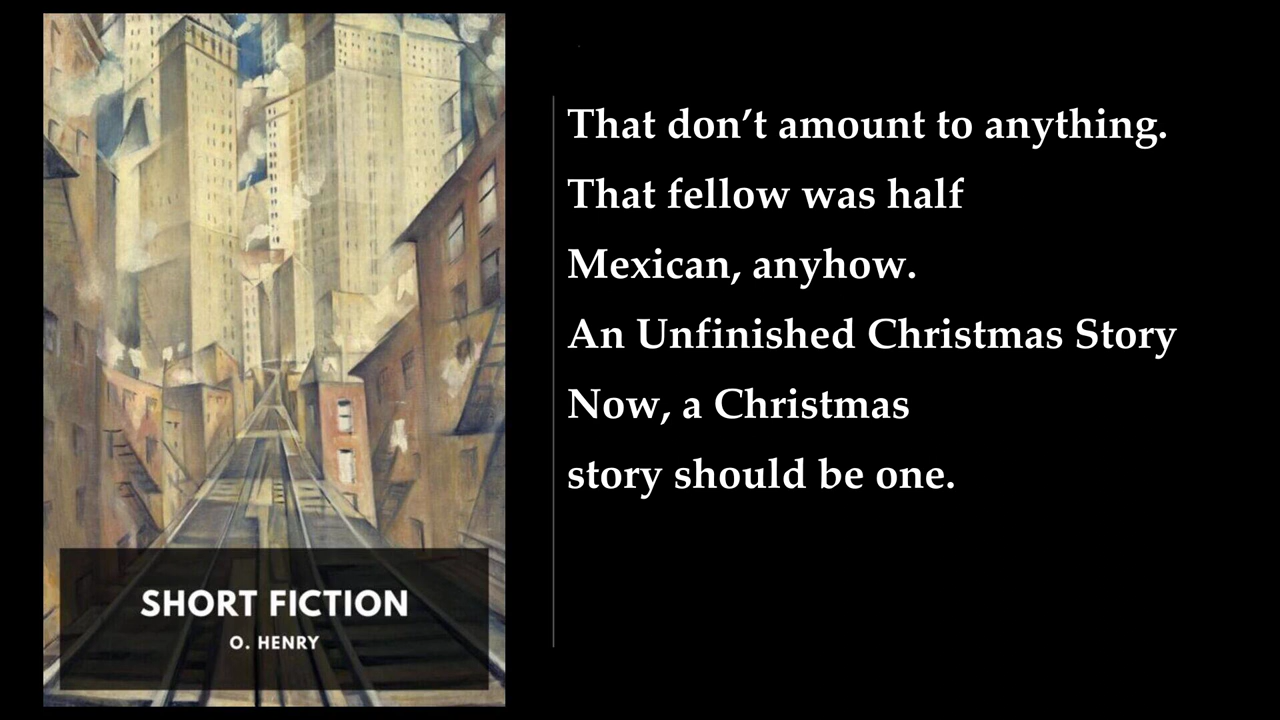 SHORT FICTION
O. HENRY
That don’t amount to anything.
That fellow was half
Mexican, anyhow.
An Unfinished Christmas Story
Now, a Christmas
story should be one.